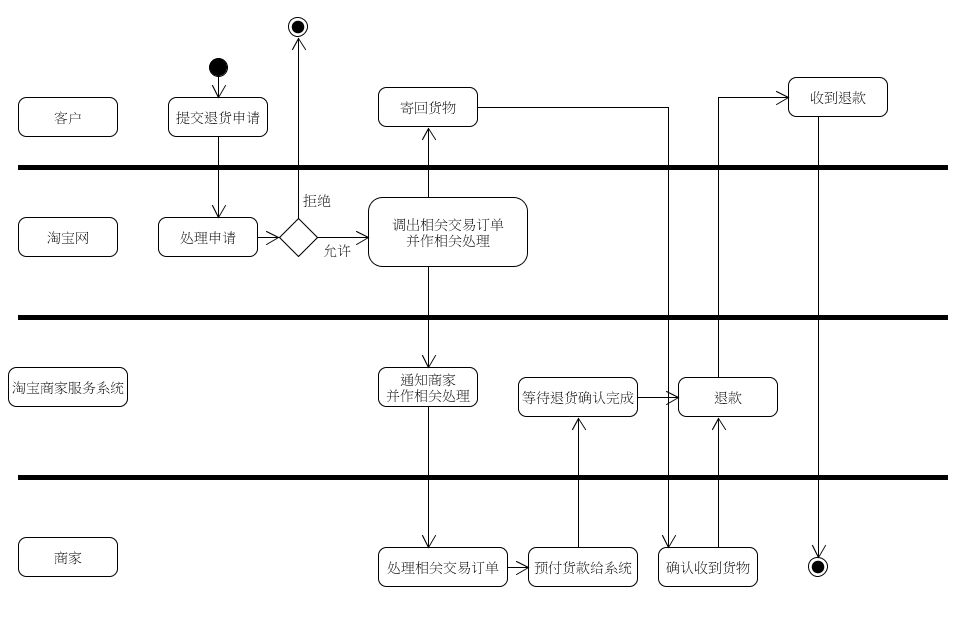 客户
提交退货申请
寄回货物
收到退款
拒绝
淘宝网
处理申请
允许
调出相关交易订单
并作相关处理
淘宝商家服务系统
通知商家
并作相关处理
等待退货确认完成
退款
商家
处理相关交易订单
预付货款给系统
确认收到货物